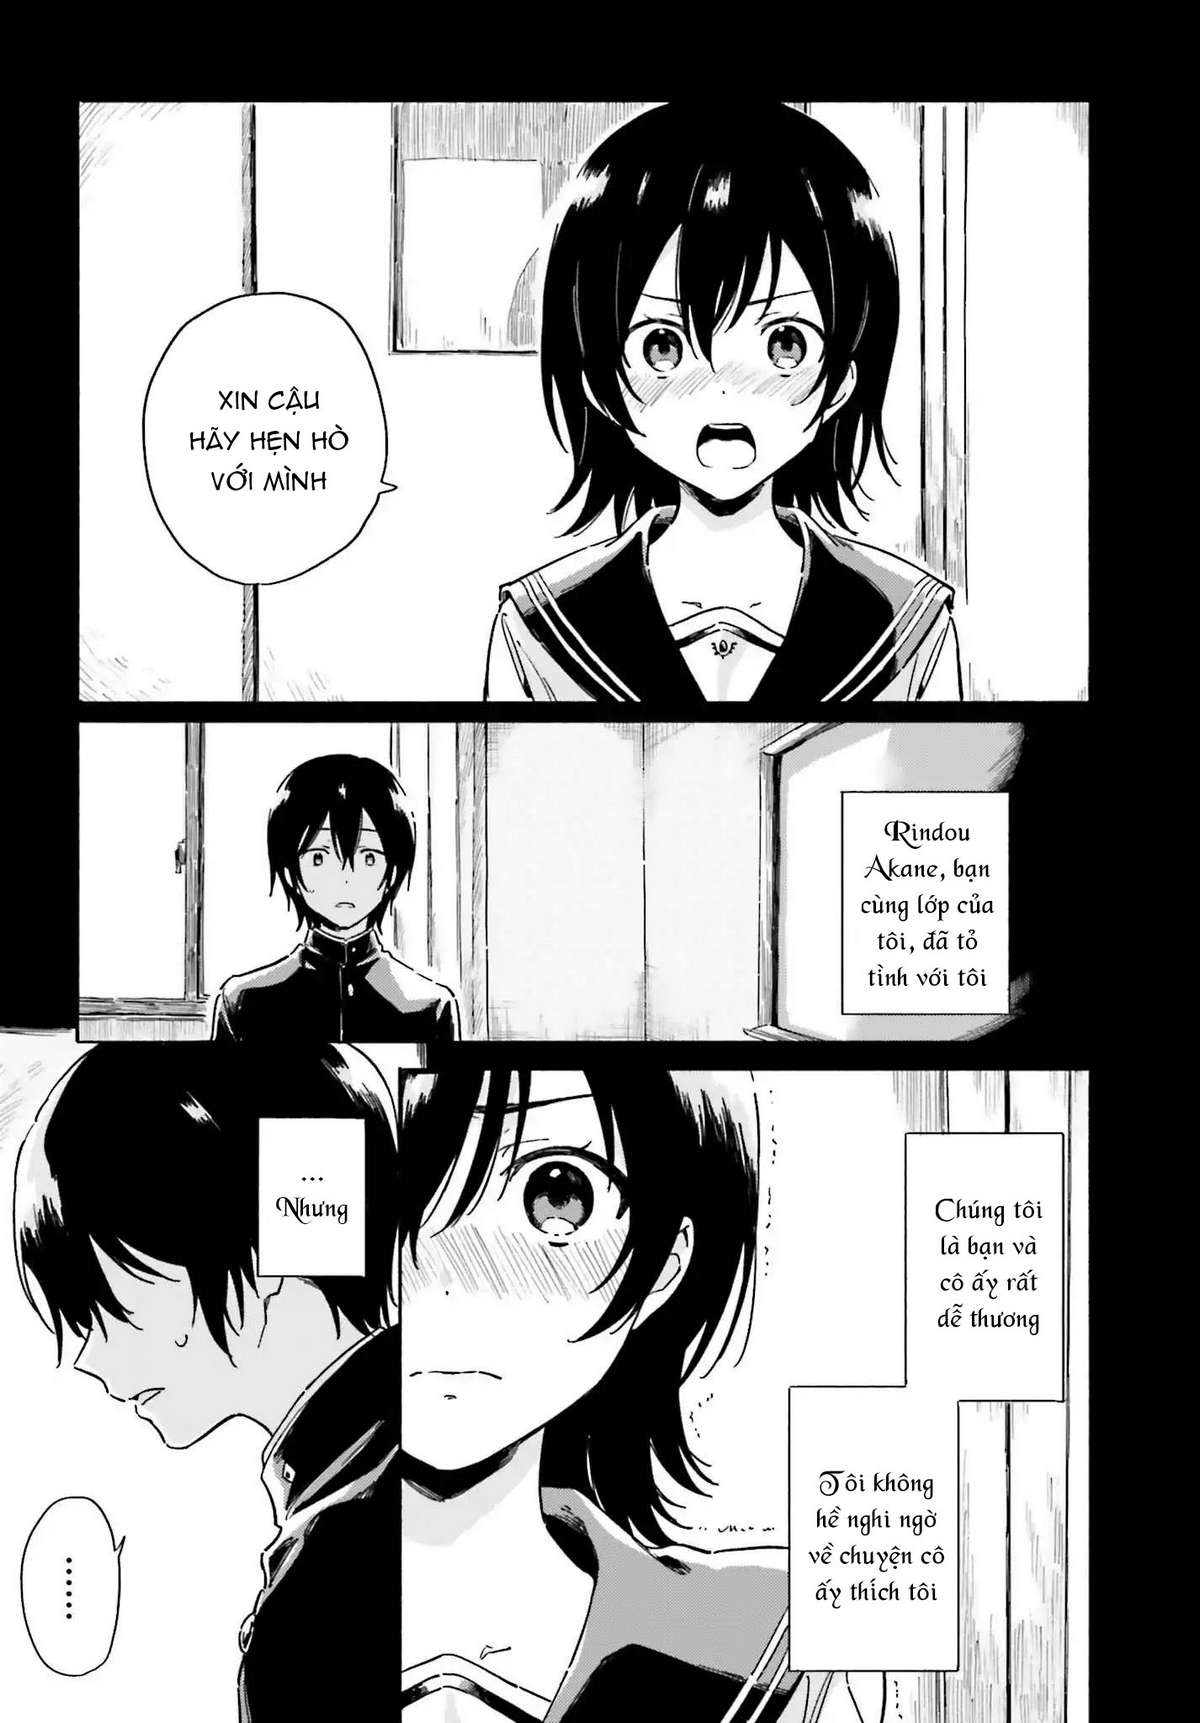 XIN CẬU
HÃY HẸN HÒ
VỚI MÌNH
Rindou
Akane, bạn
cùng lớp của
tôi, đã tỏ
tình với tôi
Chúng tôi
là bạn và
cô ấy rất
dễ thương
Tôi không
hề nghi ngờ
về chuyện cô
ấy thích tôi
...
Nhưng
......